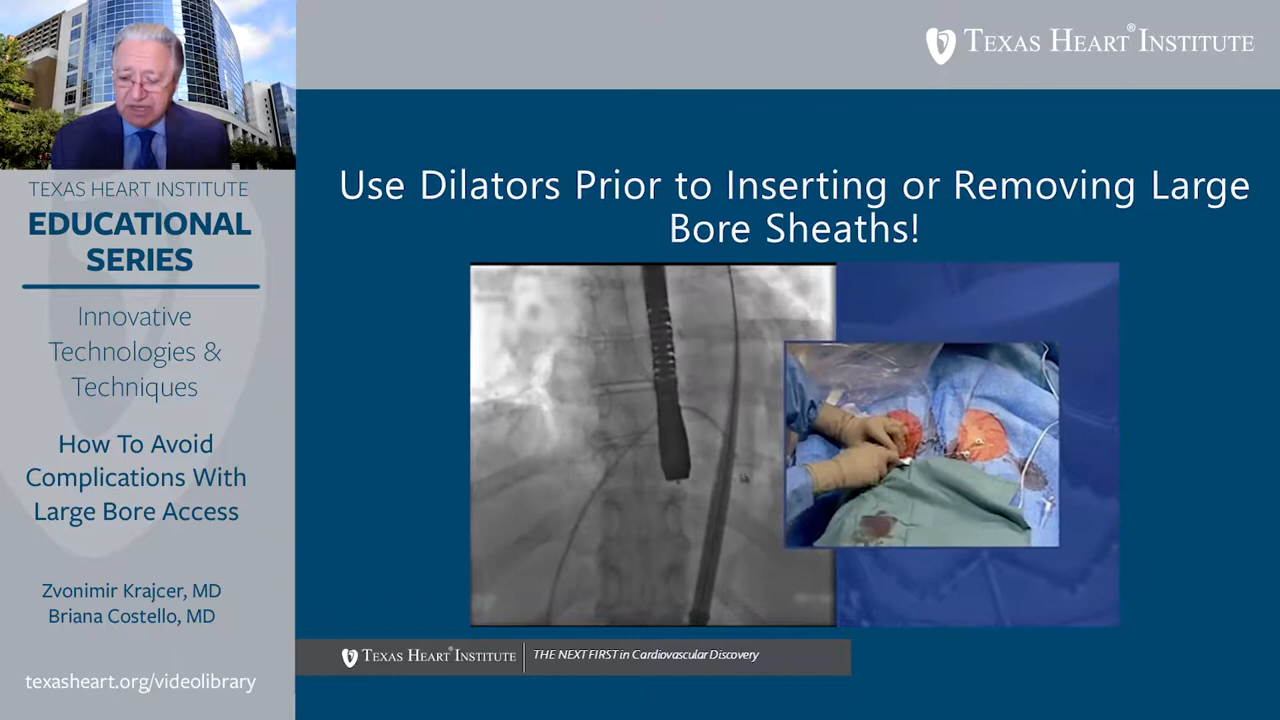 TEXAS HEART® INSTITUTE
Use Dilators Prior to Inserting or Removing Large
Bore Sheaths!
TEXAS HEART INSTITUTE
EDUCATIONAL
SERIES
Innovative
Technologies &
Techniques
How To Avoid
Complications With
Large Bore Access
Zvonimir Krajcer, MD
Briana Costello, MD
texasheart.org/videolibrary
TEXAS HEART® INSTITUTE
THE NEXT FIRST in Cardiovascular Discovery